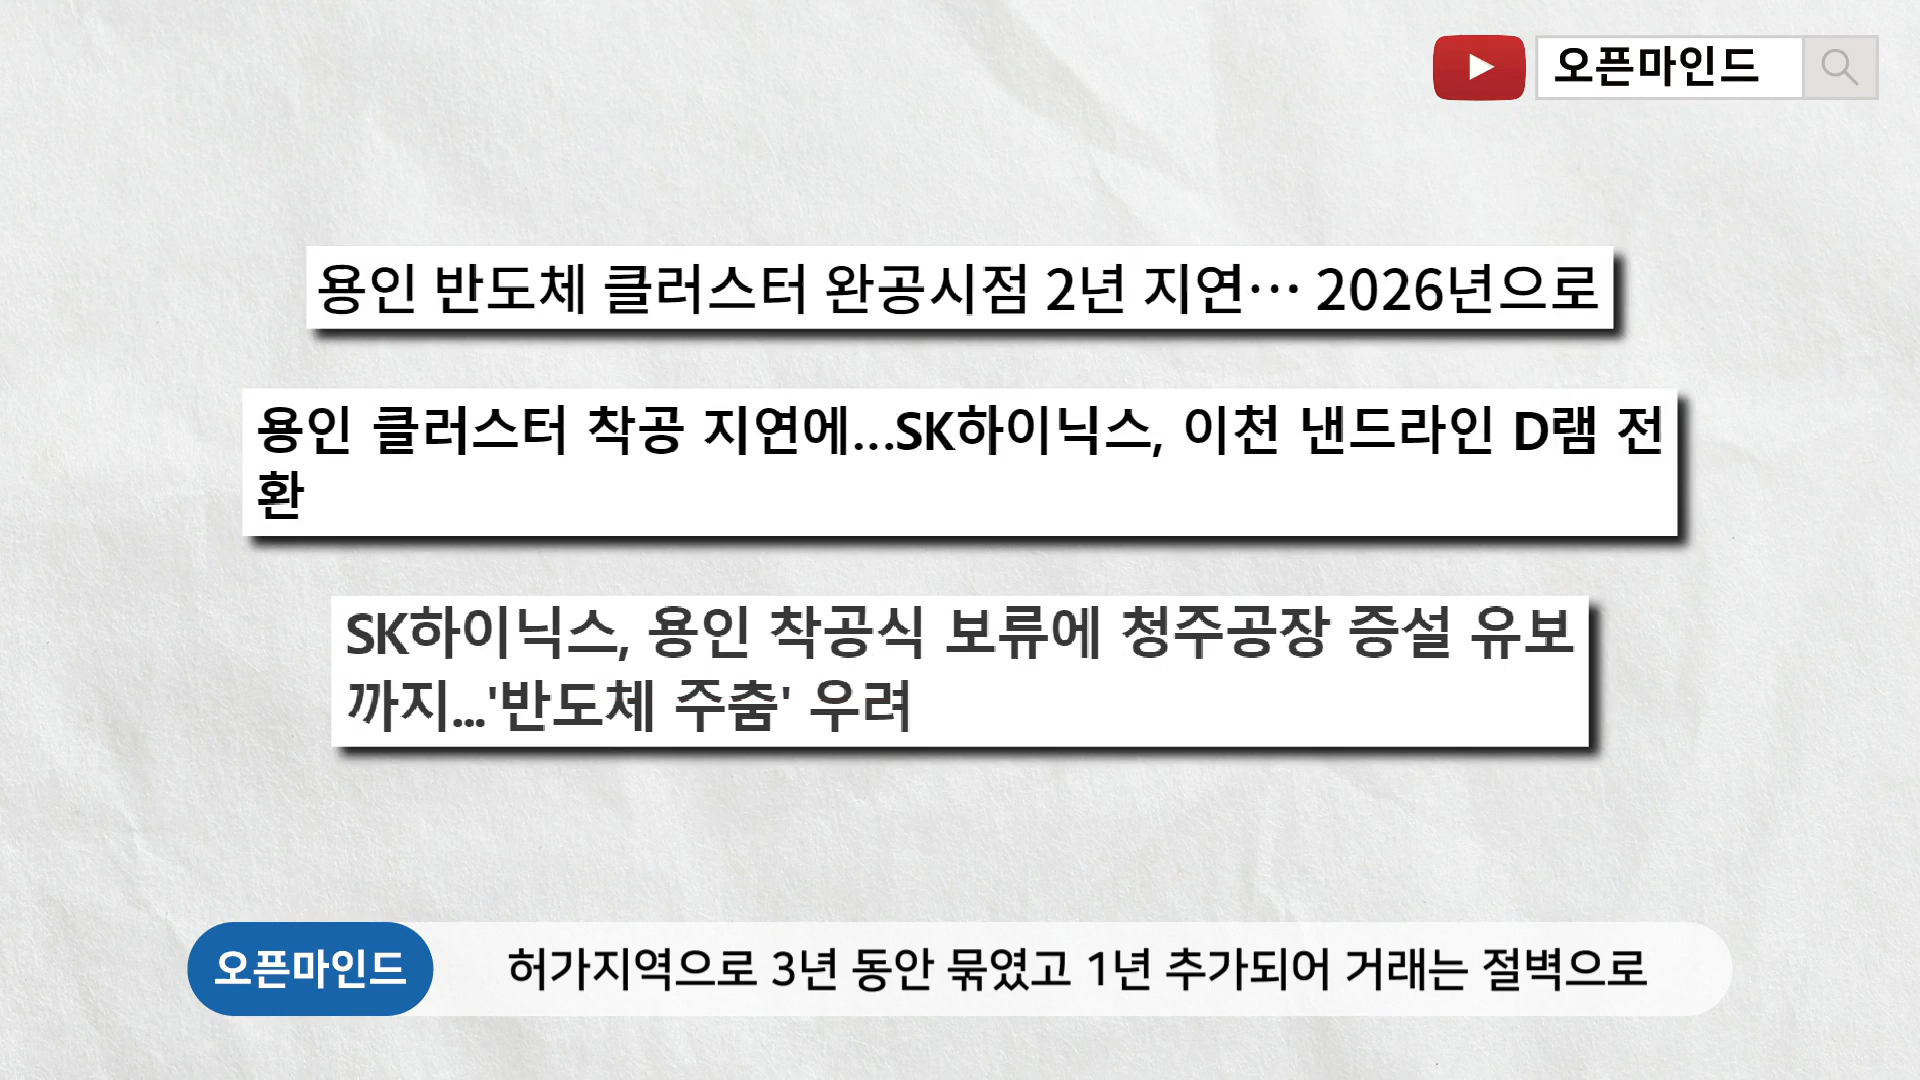 오픈마인드
용인 반도체 클러스터 완공시점 2년 지연… 2026년으로
용인 클러스터 착공 지연에...SK하이닉스, 이천 낸드라인 D램 전
환
SK하이닉스, 용인 착공식 보류에 청주공장 증설 유보
까지...'반도체 주춤' 우려
오픈마인드 허가지역으로 3년 동안 묶였고 1년 추가되어 거래는 절벽으로